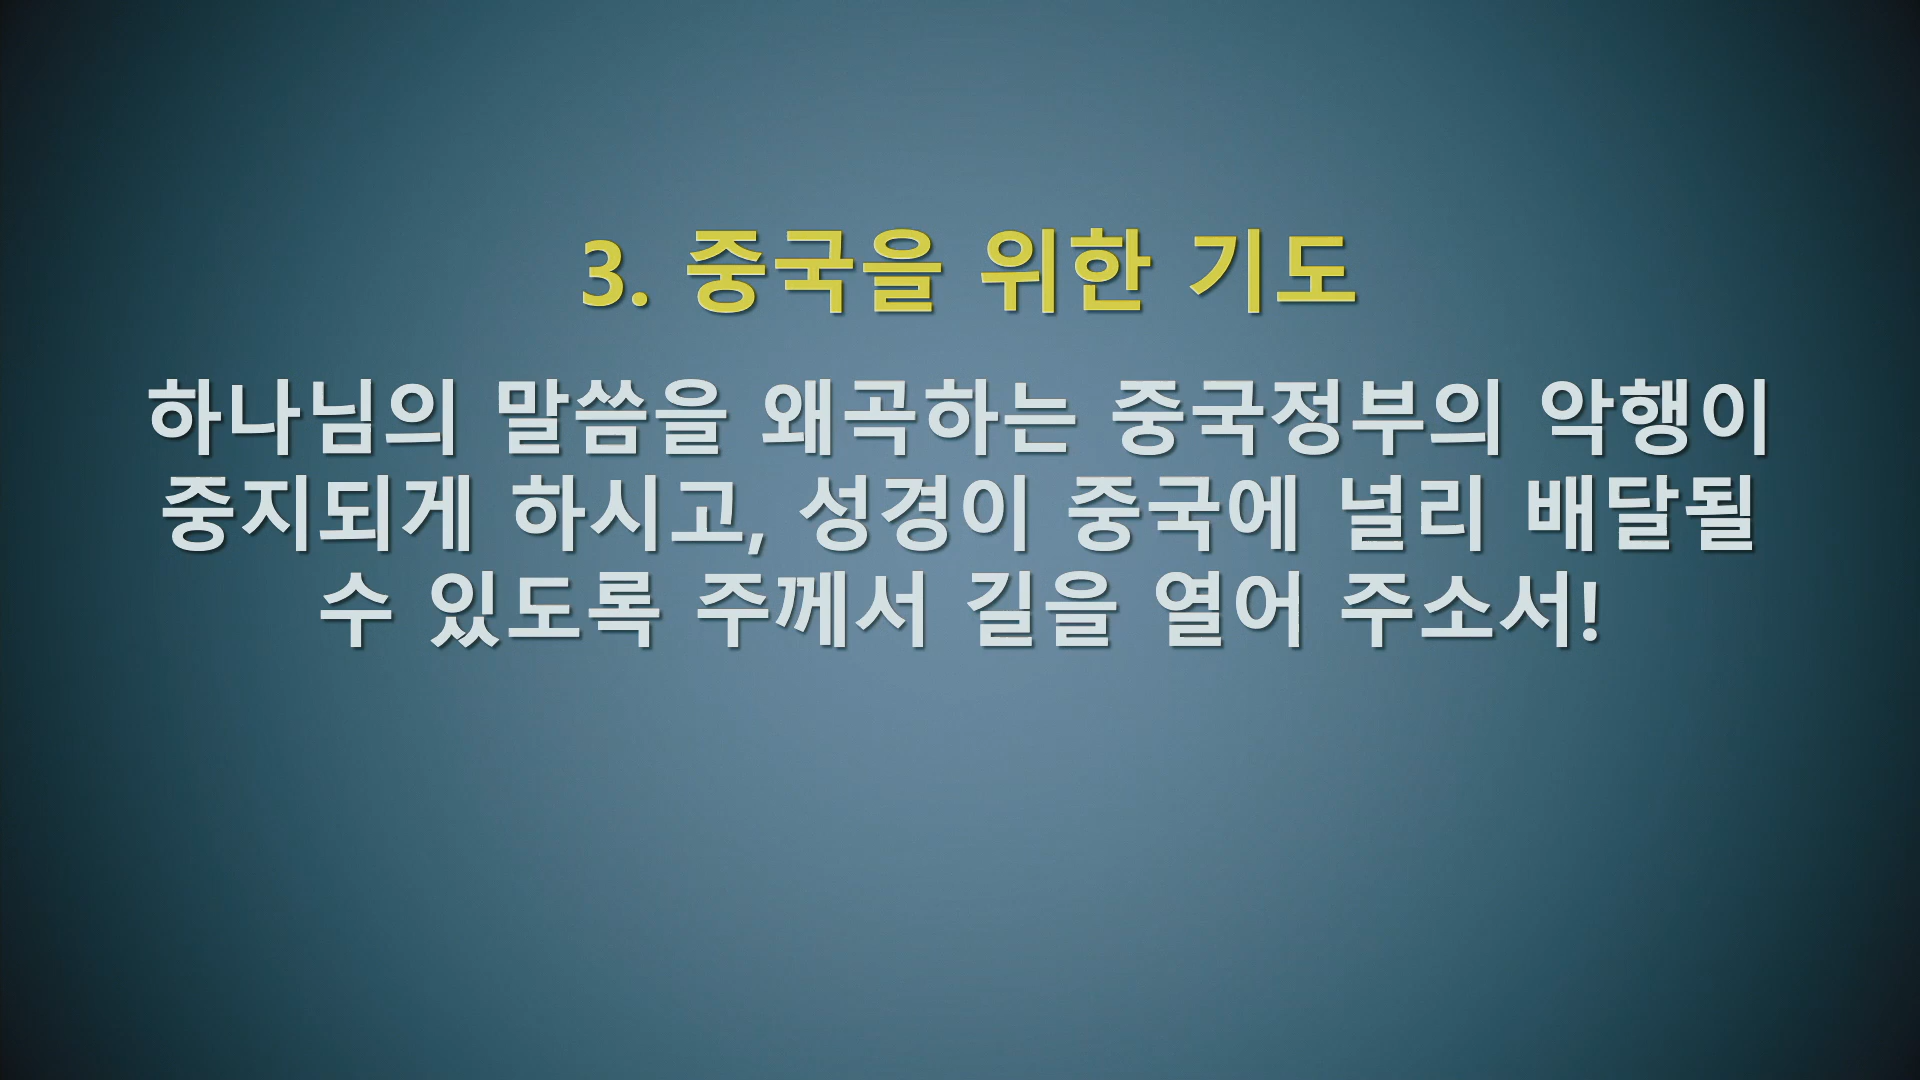 3. 중국을 위한 기도
하나님의 말씀을 왜곡하는 중국정부의 악행이
중지되게 하시고, 성경이 중국에 널리 배달될
수 있도록 주께서 길을 열어 주소서!